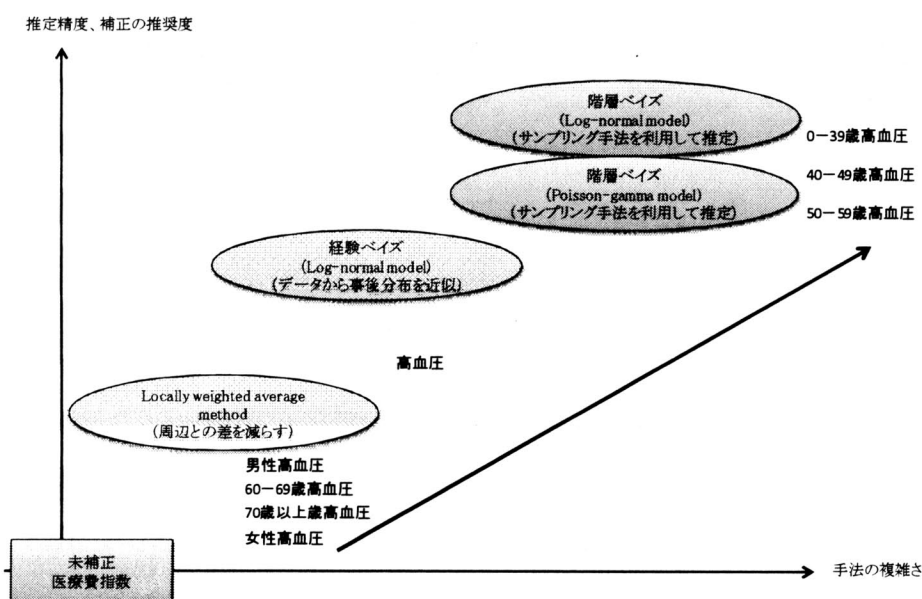 推定精度、補正の推奨度
階層ベイズ
(Log-normal model)
(サンプリング手法を利用して推定)
0－39歳高血圧
階層ベイズ
(Poisson-gamma model)
(サンプリング手法を利用して推定)
40－49歳高血圧
50－59歳高血圧
経験ベイズ
(Log-normal model)
(データから事後分布を近似)
高血圧
Locally weighted average
method
(周辺との差を減らす)
男性高血圧
60－69歳高血圧
70歳以上歳高血圧
女性高血圧
未補正
医療費指数
手法の複雑さ